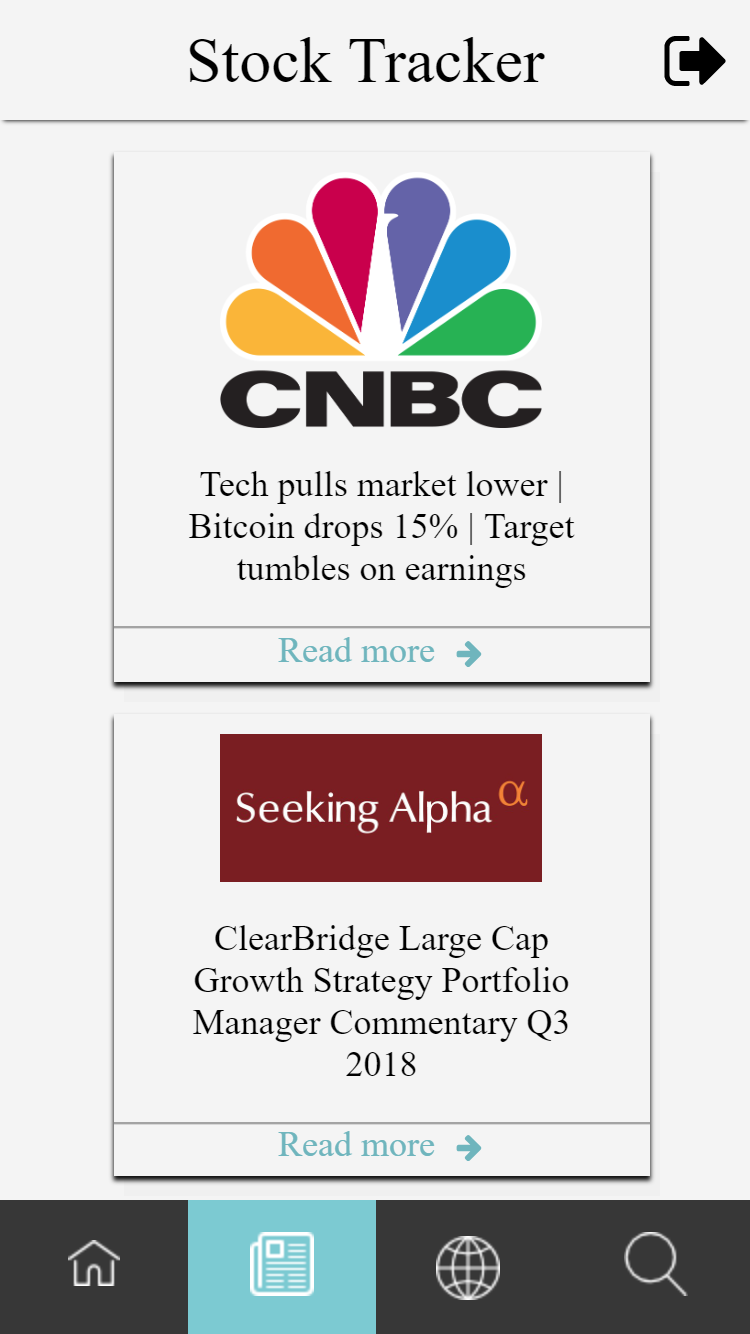 Stock Tracker
CNBC
Tech pulls market lower |
Bitcoin drops 15% | Target
tumbles on earnings
Read more
Seeking Alpha α
ClearBridge Large Cap
Growth Strategy Portfolio
Manager Commentary Q3
2018
Read more